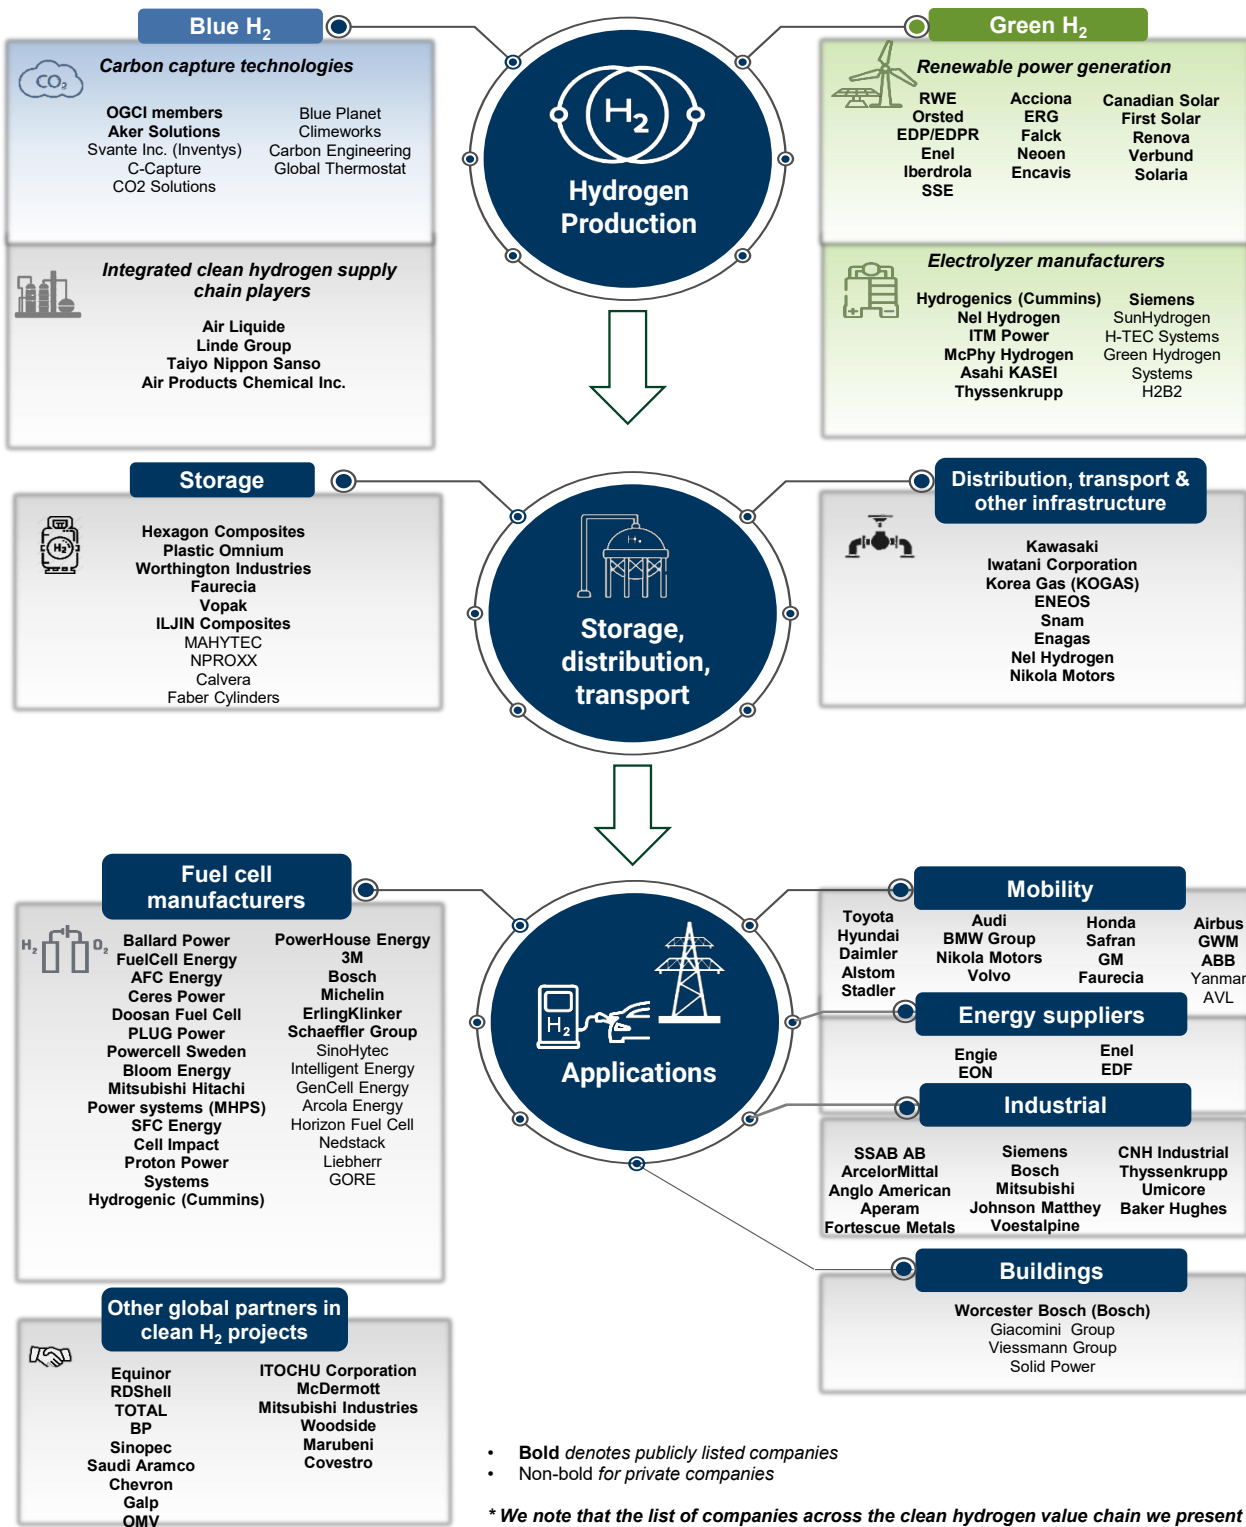 Blue H₂
Carbon capture technologies
CO₂
OGCI members
Aker Solutions
Svante Inc. (Inventys)
C-Capture
CO2 Solutions
Blue Planet
Climeworks
Carbon Engineering
Global Thermostat
Integrated clean hydrogen supply
chain players
Air Liquide
Linde Group
Taiyo Nippon Sanso
Air Products Chemical Inc.
H₂
Hydrogen
Production
Green H₂
Renewable power generation
RWE
Orsted
EDP/EDPR
Enel
Iberdrola
SSE
Acciona
ERG
Falck
Neoen
Encavis
Canadian Solar
First Solar
Renova
Verbund
Solaria
Electrolyzer manufacturers
Hydrogenics (Cummins)
Nel Hydrogen
ITM Power
McPhy Hydrogen
Asahi KASEI
Thyssenkrupp
Siemens
SunHydrogen
H-TEC Systems
Green Hydrogen
Systems
H2B2
Storage
H₂
Hexagon Composites
Plastic Omnium
Worthington Industries
Faurecia
Vopak
ILJIN Composites
MAHYTEC
NPROXX
Calvera
Faber Cylinders
Storage,
distribution,
transport
Distribution, transport &
other infrastructure
Kawasaki
Iwatani Corporation
Korea Gas (KOGAS)
ENEOS
Snam
Enagas
Nel Hydrogen
Nikola Motors
Fuel cell
manufacturers
H₂ O₂
Ballard Power
FuelCell Energy
AFC Energy
Ceres Power
Doosan Fuel Cell
PLUG Power
Powercell Sweden
Bloom Energy
Mitsubishi Hitachi
Power systems (MHPS)
SFC Energy
Cell Impact
Proton Power
Systems
Hydrogenic (Cummins)
PowerHouse Energy
3M
Bosch
Michelin
ErlingKlinker
Schaeffler Group
SinoHytec
Intelligent Energy
GenCell Energy
Arcola Energy
Horizon Fuel Cell
Nedstack
Liebherr
GORE
H₂
Applications
Mobility
Toyota
Hyundai
Daimler
Alstom
Stadler
Audi
BMW Group
Nikola Motors
Volvo
Honda
Safran
GM
Faurecia
Airbus
GWM
ABB
Yanmar
AVL
Energy suppliers
Engie
EON
Enel
EDF
Industrial
SSAB AB
ArcelorMittal
Anglo American
Aperam
Fortescue Metals
Siemens
Bosch
Mitsubishi
Johnson Matthey
Voestalpine
CNH Industrial
Thyssenkrupp
Umicore
Baker Hughes
Buildings
Worcester Bosch (Bosch)
Giacomini Group
Viessmann Group
Solid Power
Other global partners in
clean H₂ projects
Equinor
RDShell
TOTAL
BP
Sinopec
Saudi Aramco
Chevron
Galp
OMV
ITOCHU Corporation
McDermott
Mitsubishi Industries
Woodside
Marubeni
Covestro
• Bold denotes publicly listed companies
• Non-bold for private companies
* We note that the list of companies across the clean hydrogen value chain we present